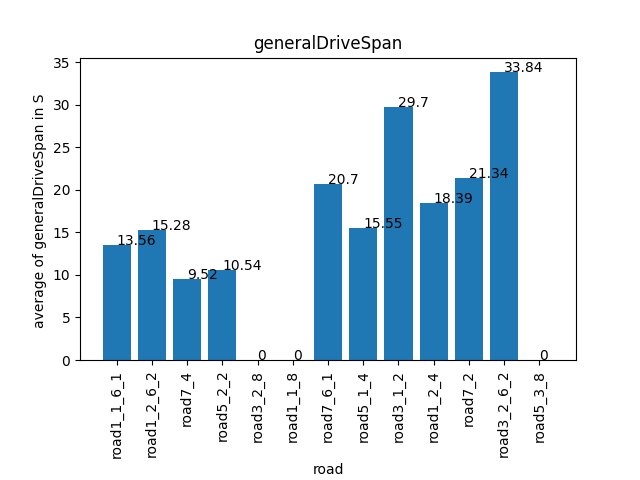 generalDriveSpan
average of generalDriveSpan in S
35
30
25
20
15
10
5
0
13.56
15.28
9.52
10.54
0
0
20.7
15.55
29.7
18.39
21.34
33.84
0
road1_1_6_1
road1_2_6_2
road7_4
road5_2_2
road3_2_8
road1_1_8
road7_6_1
road5_1_4
road3_1_2
road1_2_4
road7_2
road3_2_6_2
road5_3_8
road